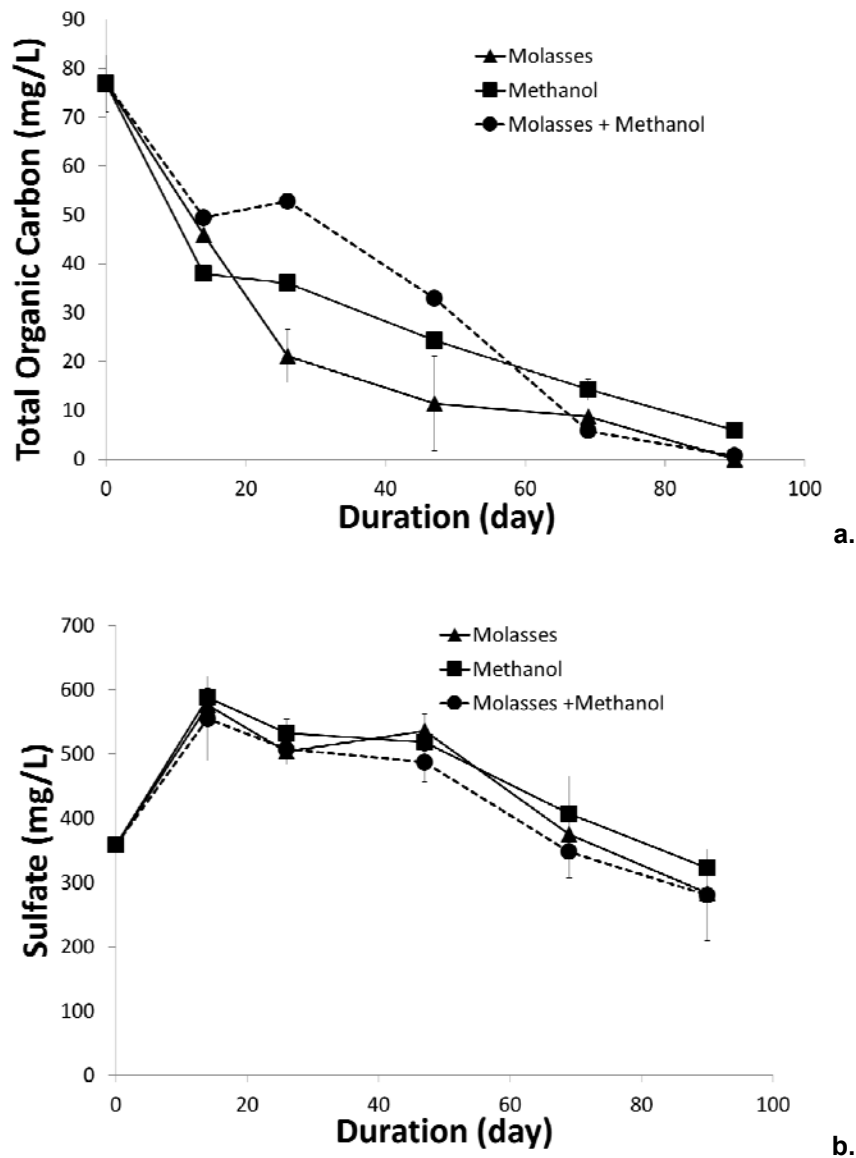 90
80
70
60
50
40
30
20
10
0
Total Organic Carbon (mg/L)
Molasses
Methanol
Molasses + Methanol
0 20 40 60 80 100
Duration (day)
a.
700
600
500
400
300
200
100
0
Sulfate (mg/L)
Molasses
Methanol
Molasses +Methanol
0 20 40 60 80 100
Duration (day)
b.